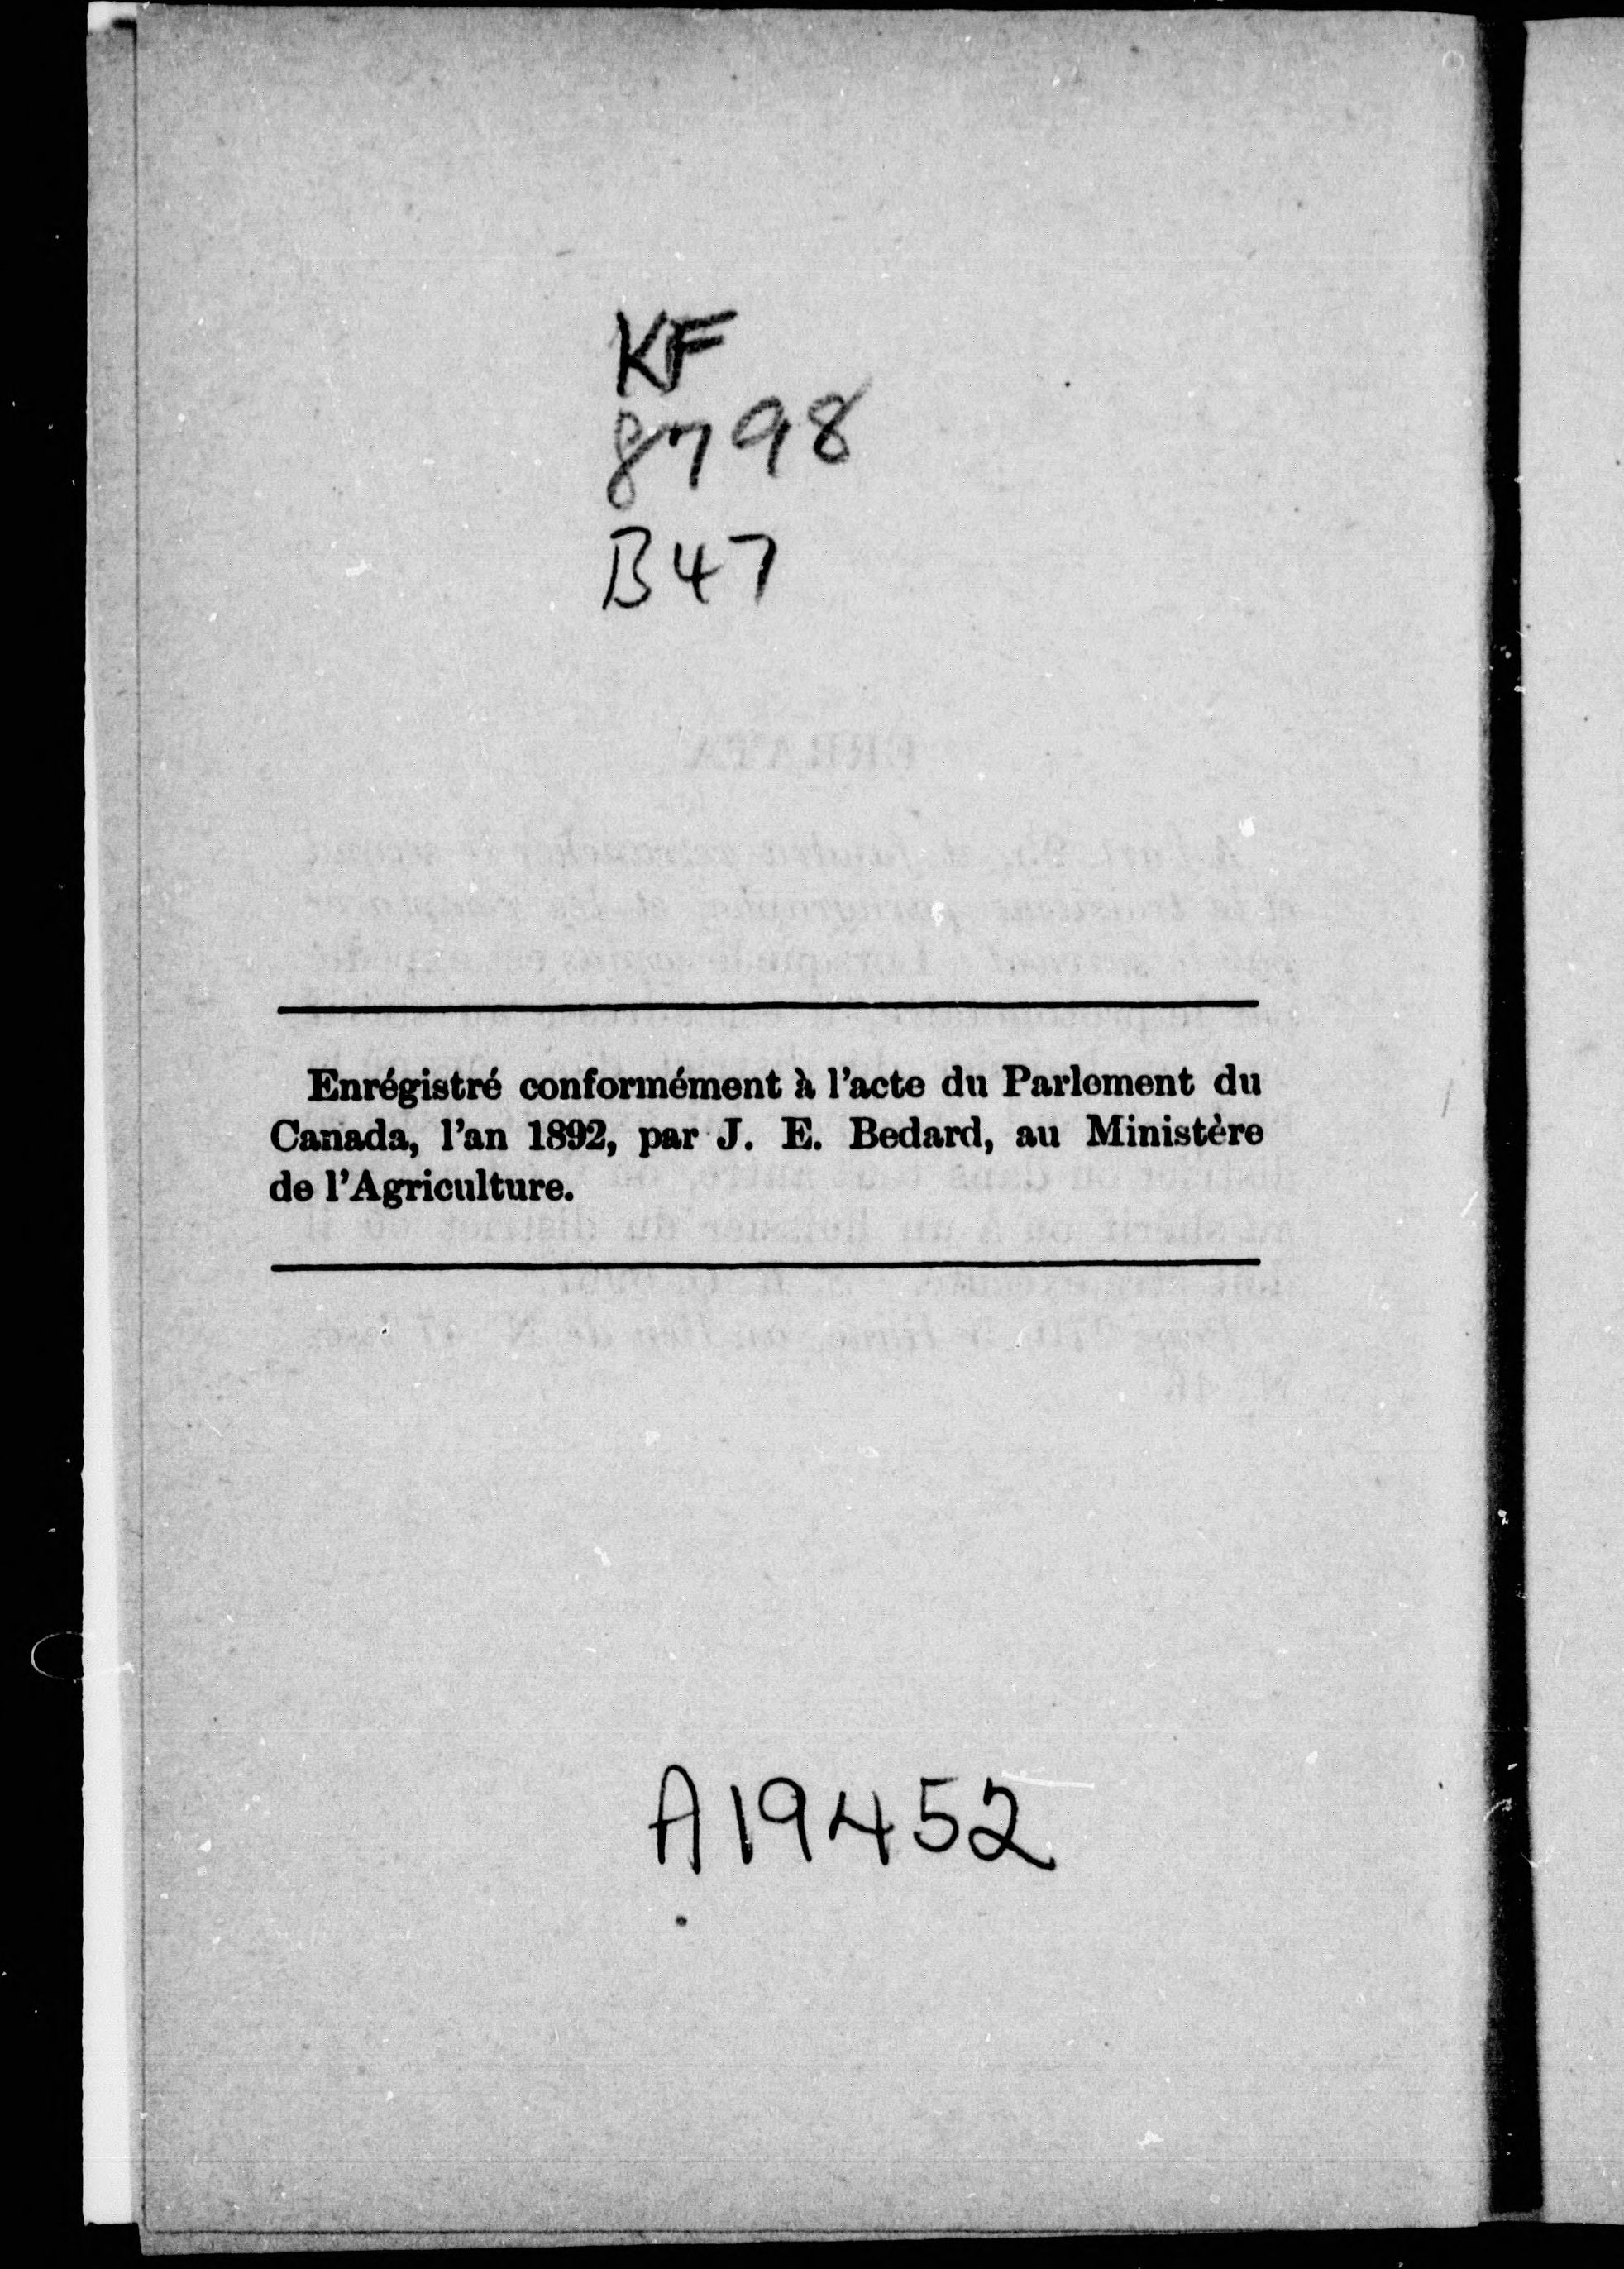 KF
8798
B47
Enrégistré conformément à l'acte du Parlement du
Canada, l'an 1892, par J. E. Bedard, au Ministère
de l'Agriculture.
A19452